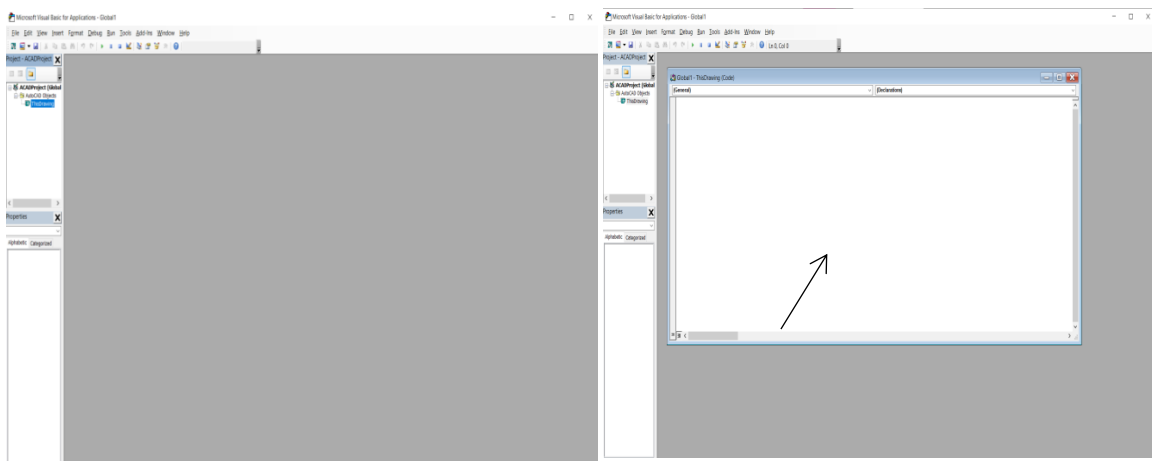 Microsoft Visual Basic for Applications - Global1
File Edit View Insert Format Debug Run Tools Add-Ins Window Help
Project - ACADProject
ACADProject (Global
AutoCAD Objects
ThisDrawing
Properties
Alphabetic Categorized
Microsoft Visual Basic for Applications - Global1
File Edit View Insert Format Debug Run Tools Add-Ins Window Help
Ln 0, Col 0
Project - ACADProject
ACADProject (Global
AutoCAD Objects
ThisDrawing
Properties
Alphabetic Categorized
Global1 - ThisDrawing (Code)
(General) (Declarations)